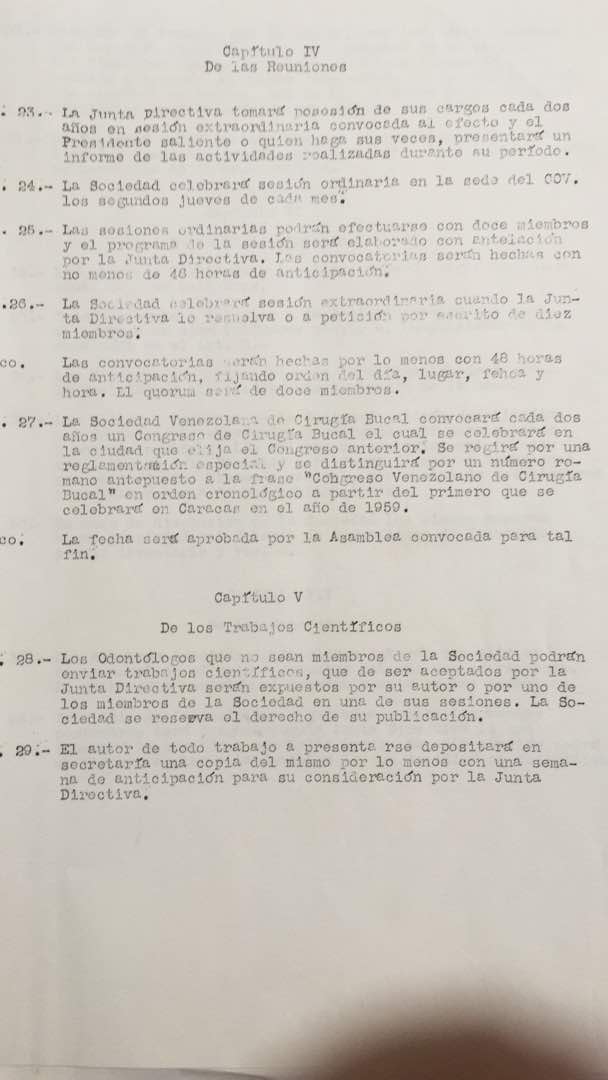 Capítulo IV
De las Reuniones
. 23.- La Junta Directiva tomará posesión de sus cargos cada dos
años en sesión extraordinaria convocada al efecto y el
Presidente saliente o quien haga sus veces, presentará un
informe de las actividades realizadas durante su período.
. 24.- La Sociedad celebrará sesión ordinaria en la sede del COV.
los segundos jueves de cada mes.
. 25.- Las sesiones ordinarias podrán efectuarse con doce miembros
y el programa de la sesión será elaborado con antelación
por la Junta Directiva. Las convocatorias serán hechas con
no menos de 48 horas de anticipación.
.26.- La Sociedad celebrará sesión extraordinaria cuando la Jun-
ta Directiva lo resuelva o a petición por escrito de diez
miembros.
co. Las convocatorias serán hechas por lo menos con 48 horas
de anticipación, fijando orden del día, lugar, fehca y
hora. El quorum será de doce miembros.
. 27.- La Sociedad Venezolana de Cirugía Bucal convocará cada dos
años un Congreso de Cirugía Bucal el cual se celebrará en
la ciudad que elija el Congreso anterior. Se regirá por una
reglamentación especial y se distinguirá por un número ro-
mano antepuesto a la frase "Congreso Venezolano de Cirugía
Bucal" en orden cronológico a partir del primero que se
celebrará en Caracas en el año de 1959.
co. La fecha será aprobada por la Asamblea convocada para tal
fin.
Capítulo V
De los Trabajos Científicos
. 28.- Los Odontólogos que no sean miembros de la Sociedad podrán
enviar trabajos científicos, que de ser aceptados por la
Junta Directiva serán expuestos por su autor o por uno de
los miembros de la Sociedad en una de sus sesiones. La So-
ciedad se reserva el derecho de su publicación.
. 29.- El autor de todo trabajo a presenta rse depositará en
secretaría una copia del mismo por lo menos con una sema-
na de anticipación para su consideración por la Junta
Directiva.